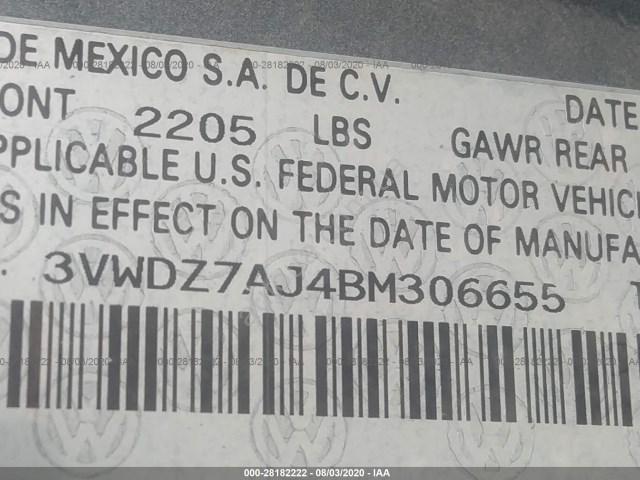 DE MEXICO S.A. DE C.V.
DATE
ONT 2205 LBS GAWR REAR
PPLICABLE U.S. FEDERAL MOTOR VEHIC
S IN EFFECT ON THE DATE OF MANUFA
3VWDZ7AJ4BM306655
000-28182222 - 08/03/2020 - IAA